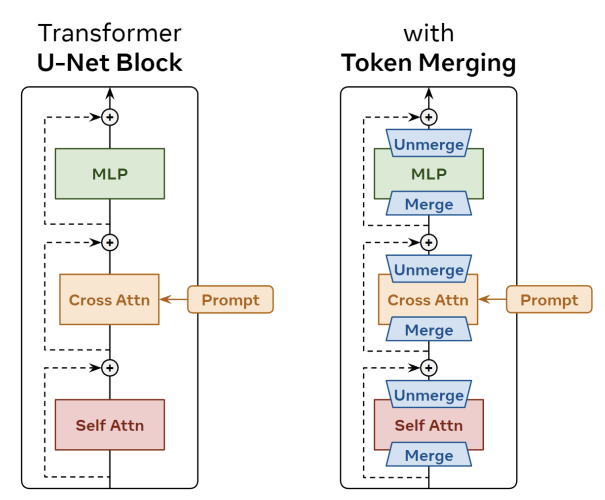 Transformer
U-Net Block
MLP
Cross Attn
Prompt
Self Attn
with
Token Merging
Unmerge
MLP
Merge
Unmerge
Cross Attn
Prompt
Merge
Unmerge
Self Attn
Merge